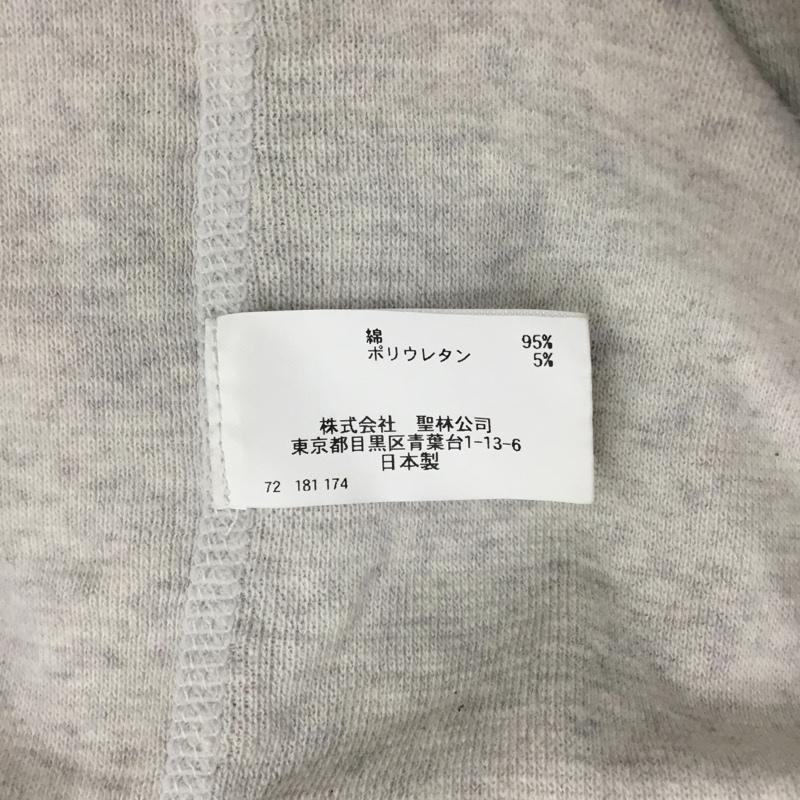 綿 95%
ポリウレタン 5%
株式会社 聖林公司
東京都目黒区青葉台1-13-6
日本製
72 181 174